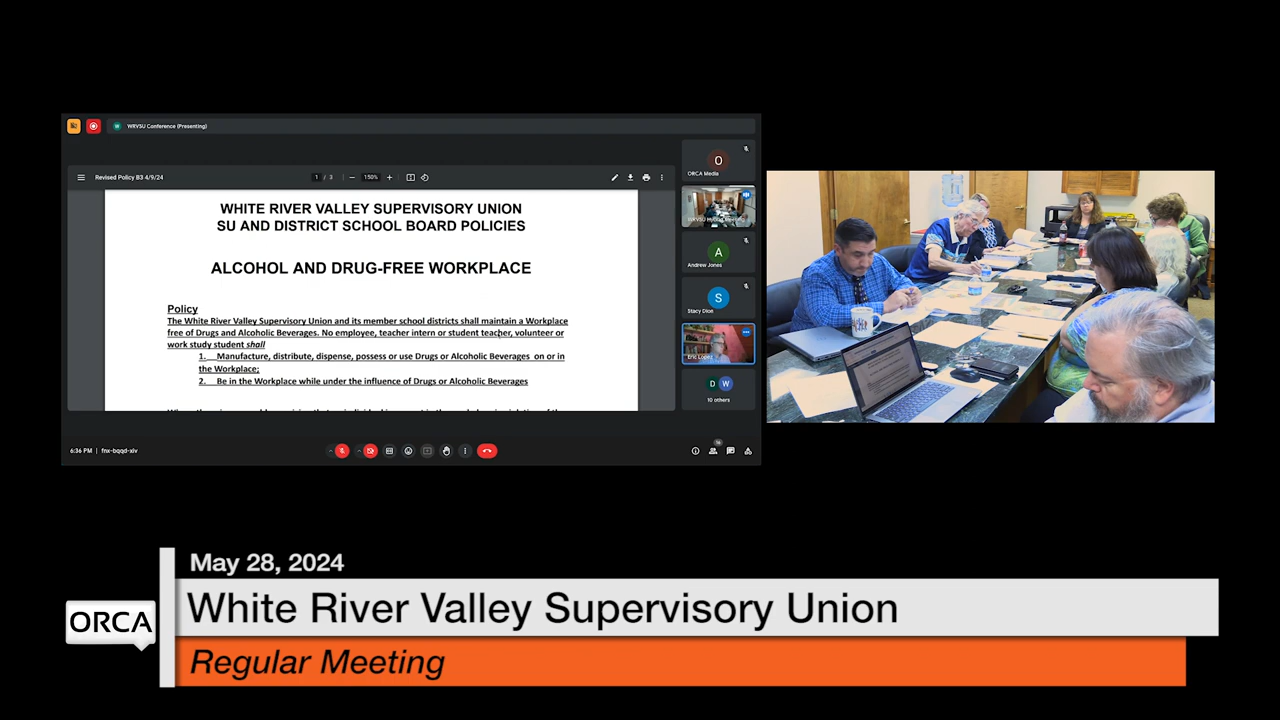 WRVSU Conference (Presenting)
Revised Policy B3 4/9/24
1 / 3
150%
WHITE RIVER VALLEY SUPERVISORY UNION
SU AND DISTRICT SCHOOL BOARD POLICIES
ALCOHOL AND DRUG-FREE WORKPLACE
Policy
The White River Valley Supervisory Union and its member school districts shall maintain a Workplace
free of Drugs and Alcoholic Beverages. No employee, teacher intern or student teacher, volunteer or
work study student shall
1. Manufacture, distribute, dispense, possess or use Drugs or Alcoholic Beverages on or in
the Workplace;
2. Be in the Workplace while under the influence of Drugs or Alcoholic Beverages
O
ORCA Media
WRVSU Hybrid Meeting
A
Andrew Jones
S
Stacy Dion
Eric Lopez
D W
10 others
6:36 PM | fnx-bqqd-xiv
16
May 28, 2024
White River Valley Supervisory Union
Regular Meeting
ORCA